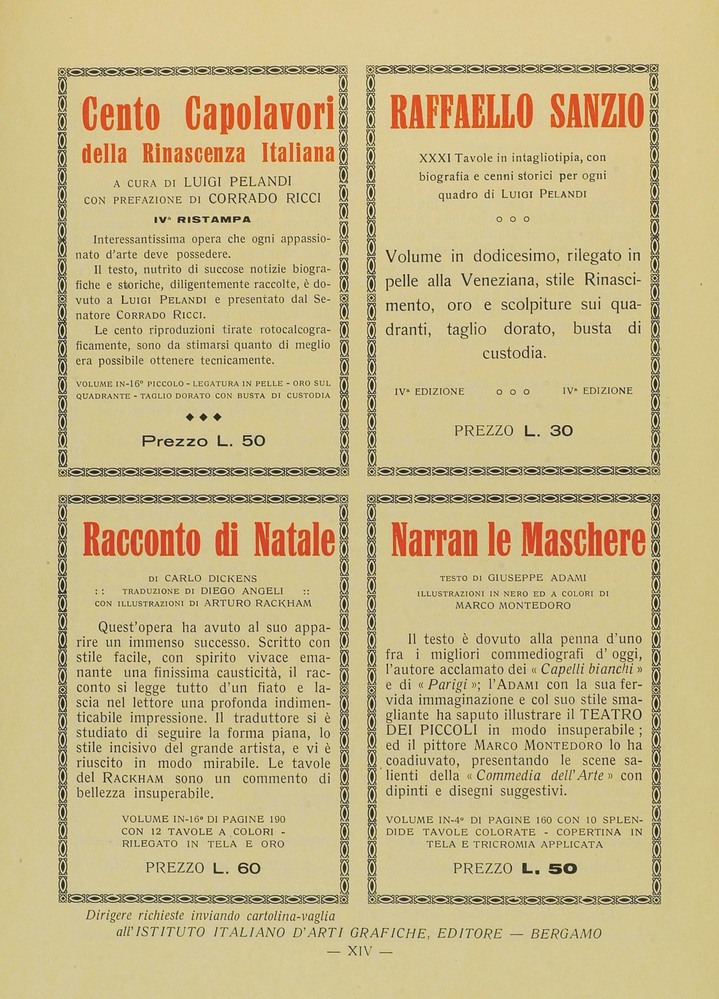 Cento Capolavori
della Rinascenza Italiana
A CURA DI LUIGI PELANDI
CON PREFAZIONE DI CORRADO RICCI
IVª RISTAMPA
Interessantissima opera che ogni appassio-
nato d'arte deve possedere.
Il testo, nutrito di succose notizie biogra-
fiche e storiche, diligentemente raccolte, è do-
vuto a LUIGI PELANDI e presentato dal Se-
natore CORRADO RICCI.
Le cento riproduzioni tirate rotocalcogra-
ficamente, sono da stimarsi quanto di meglio
era possibile ottenere tecnicamente.
VOLUME IN-16º PICCOLO - LEGATURA IN PELLE - ORO SUL
QUADRANTE - TAGLIO DORATO CON BUSTA DI CUSTODIA
◆ ◆ ◆
Prezzo L. 50
RAFFAELLO SANZIO
XXXI Tavole in intagliotipia, con
biografia e cenni storici per ogni
quadro di LUIGI PELANDI
o o o
Volume in dodicesimo, rilegato in
pelle alla Veneziana, stile Rinasci-
mento, oro e scolpiture sui qua-
dranti, taglio dorato, busta di
custodia.
IVª EDIZIONE o o o IVª EDIZIONE
PREZZO L. 30
Racconto di Natale
DI CARLO DICKENS
:: TRADUZIONE DI DIEGO ANGELI ::
CON ILLUSTRAZIONI DI ARTURO RACKHAM
Quest'opera ha avuto al suo appa-
rire un immenso successo. Scritto con
stile facile, con spirito vivace ema-
nante una finissima causticità, il rac-
conto si legge tutto d'un fiato e la-
scia nel lettore una profonda indimen-
ticabile impressione. Il traduttore si è
studiato di seguire la forma piana, lo
stile incisivo del grande artista, e vi è
riuscito in modo mirabile. Le tavole
del RACKHAM sono un commento di
bellezza insuperabile.
VOLUME IN-16º DI PAGINE 190
CON 12 TAVOLE A COLORI -
RILEGATO IN TELA E ORO
PREZZO L. 60
Narran le Maschere
TESTO DI GIUSEPPE ADAMI
ILLUSTRAZIONI IN NERO ED A COLORI DI
MARCO MONTEDORO
Il testo è dovuto alla penna d'uno
fra i migliori commediografi d'oggi,
l'autore acclamato dei « Capelli bianchi »
e di « Parigi »; l'ADAMI con la sua fer-
vida immaginazione e col suo stile sma-
gliante ha saputo illustrare il TEATRO
DEI PICCOLI in modo insuperabile ;
ed il pittore MARCO MONTEDORO lo ha
coadiuvato, presentando le scene sa-
lienti della « Commedia dell'Arte » con
dipinti e disegni suggestivi.
VOLUME IN-4º DI PAGINE 160 CON 10 SPLEN-
DIDE TAVOLE COLORATE - COPERTINA IN
TELA E TRICROMIA APPLICATA
PREZZO L. 50
Dirigere richieste inviando cartolina-vaglia
all'ISTITUTO ITALIANO D'ARTI GRAFICHE, EDITORE — BERGAMO
— XIV —